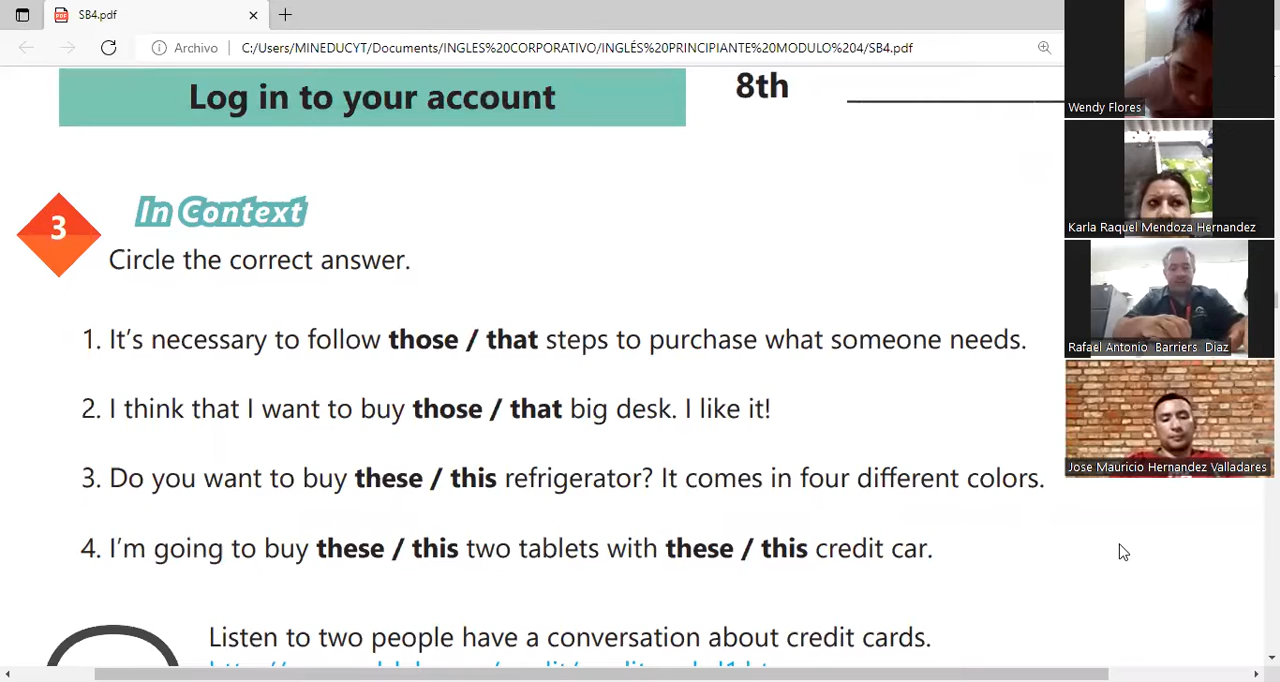 SB4.pdf
Archivo
C:/Users/MINEDUCYT/Documents/INGLES%20CORPORATIVO/INGLÉS%20PRINCIPIANTE%20MODULO%204/SB4.pdf
Log in to your account
8th
3
In Context
Circle the correct answer.
1. It's necessary to follow those / that steps to purchase what someone needs.
2. I think that I want to buy those / that big desk. I like it!
3. Do you want to buy these / this refrigerator? It comes in four different colors.
4. I'm going to buy these / this two tablets with these / this credit car.
Listen to two people have a conversation about credit cards.
Wendy Flores
Karla Raquel Mendoza Hernandez
Rafael Antonio Barriers Diaz
Jose Mauricio Hernandez Valladares